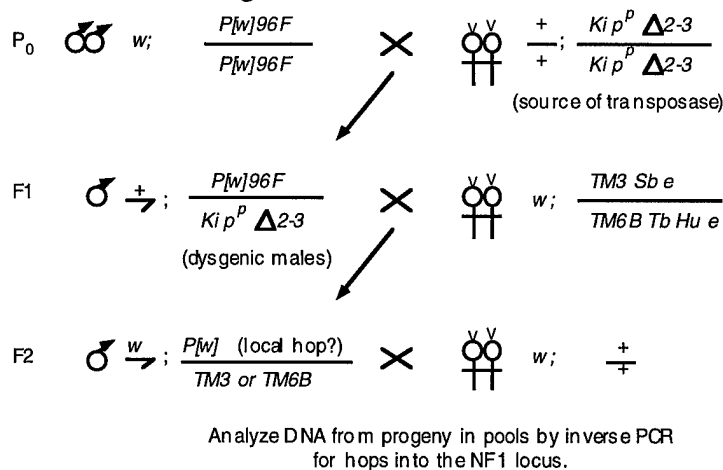 P0 w; P[w]96F + ; Ki p^p Δ2-3
P[w]96F + Ki p^p Δ2-3
(source of transposase)
F1 + ; P[w]96F w; TM3 Sb e
Ki p^p Δ2-3 TM6B Tb Hu e
(dysgenic males)
F2 w ; P[w] (local hop?) w; +
TM3 or TM6B +
Analyze DNA from progeny in pools by inverse PCR
for hops into the NF1 locus.